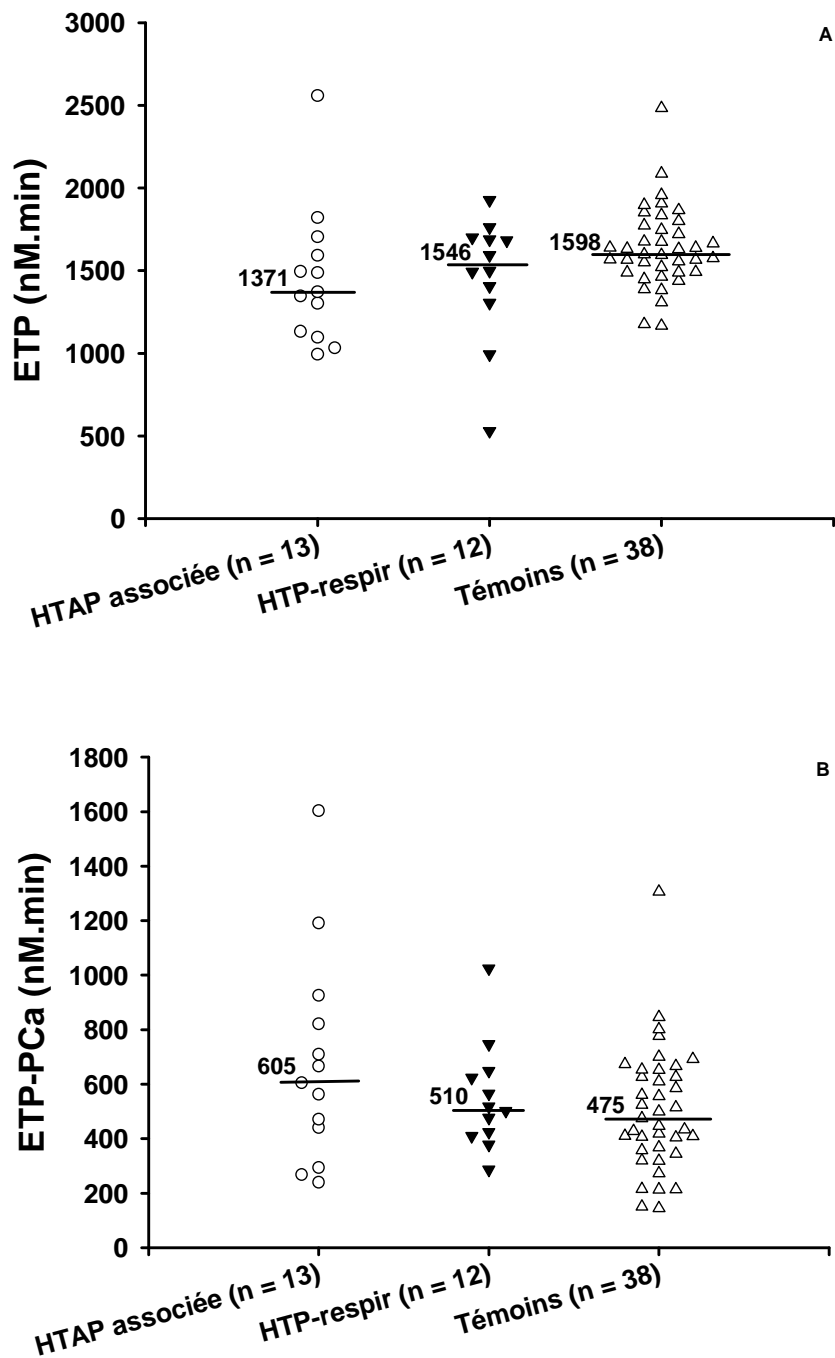 A
3000
2500
2000
1500
1000
500
0
ETP (nM.min)
1371
1546
1598
HTAP associée (n = 13)
HTP-respir (n = 12)
Témoins (n = 38)
B
1800
1600
1400
1200
1000
800
600
400
200
0
ETP-PCa (nM.min)
605
510
475
HTAP associée (n = 13)
HTP-respir (n = 12)
Témoins (n = 38)